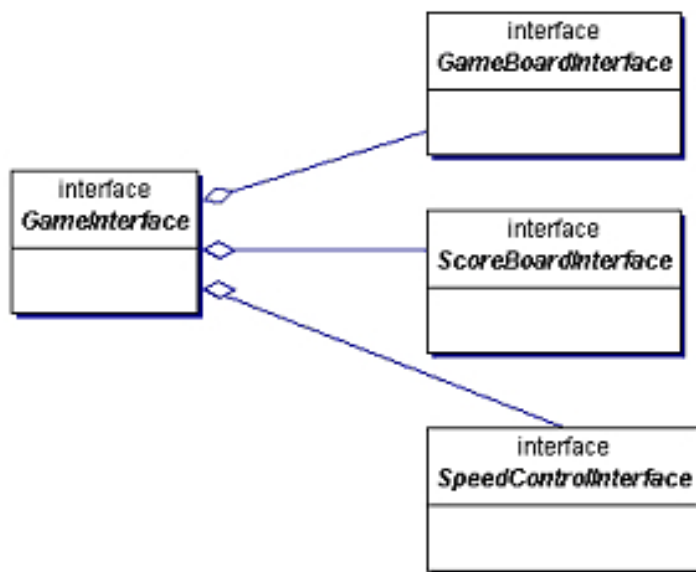 interface
GameBoardInterface
interface
GameInterface
interface
ScoreBoardInterface
interface
SpeedControlInterface